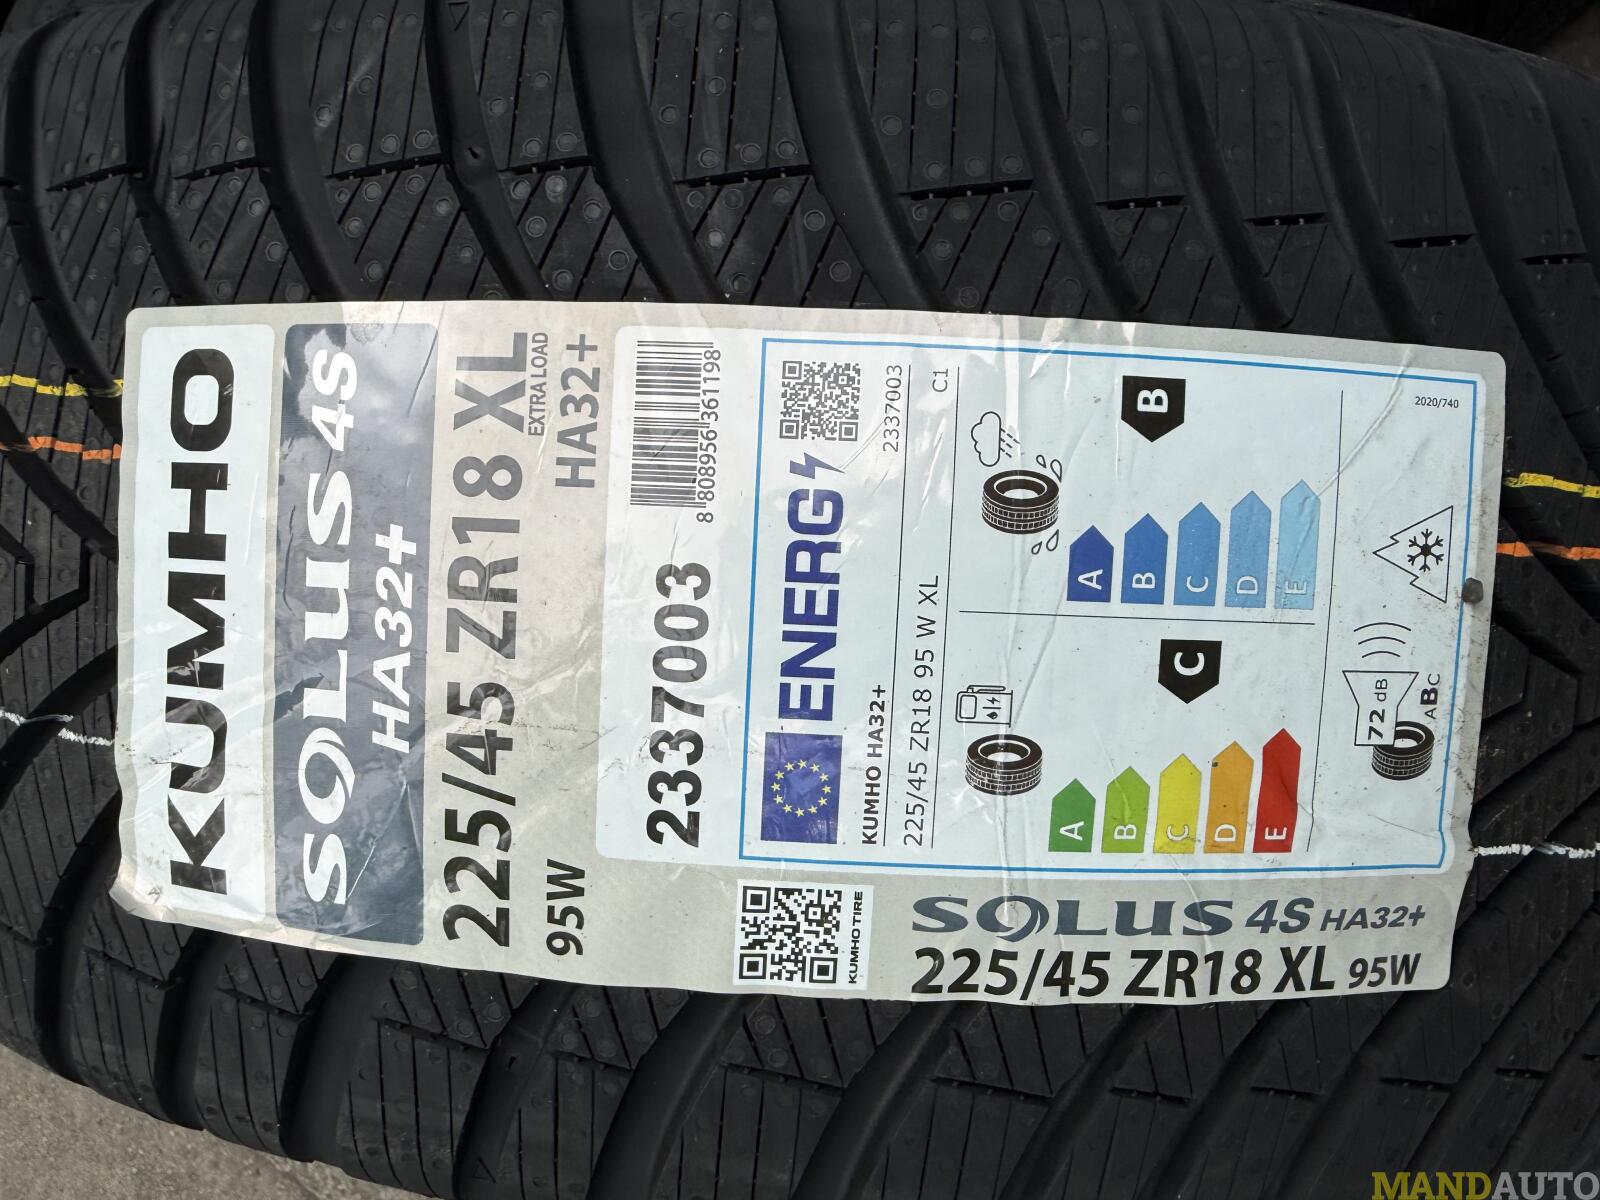 KUMHO
SOLUS 4S
HA32+
225/45 ZR18 XL
EXTRA LOAD
95W
HA32+
2337003
8 808956 361198
ENERG
KUMHO HA32+
2337003
225/45 ZR18 95 W XL
C1
A
B
C
D
E
C
A
B
C
D
E
B
72 dB
ABC
2020/740
KUMHO TIRE
SOLUS 4S HA32+
225/45 ZR18 XL 95W
MANDAUTO